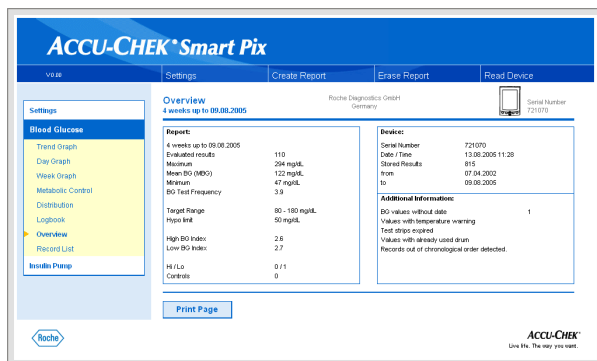 ACCU-CHEK® Smart Pix
V0.00 Settings Create Report Erase Report Read Device
Settings
Blood Glucose
Trend Graph
Day Graph
Week Graph
Metabolic Control
Distribution
Logbook
Overview
Record List
Insulin Pump
Overview
4 weeks up to 09.08.2005
Roche Diagnostics GmbH
Germany
Serial Number
721070
Report:
4 weeks up to 09.08.2005
Evaluated results 110
Maximum 294 mg/dL
Mean BG (MBG) 122 mg/dL
Minimum 47 mg/dL
BG Test Frequency 3.9
Target Range 80 - 180 mg/dL
Hypo limit 50 mg/dL
High BG Index 2.6
Low BG Index 2.7
Hi / Lo 0 / 1
Controls 0
Device:
Serial Number 721070
Date / Time 13.08.2005 11:28
Stored Results 815
from 07.04.2002
to 09.08.2005
Additional Information:
BG values without date 1
Values with temperature warning
Test strips expired
Values with already used drum
Records out of chronological order detected.
Print Page
Roche
ACCU-CHEK®
Live life. The way you want.